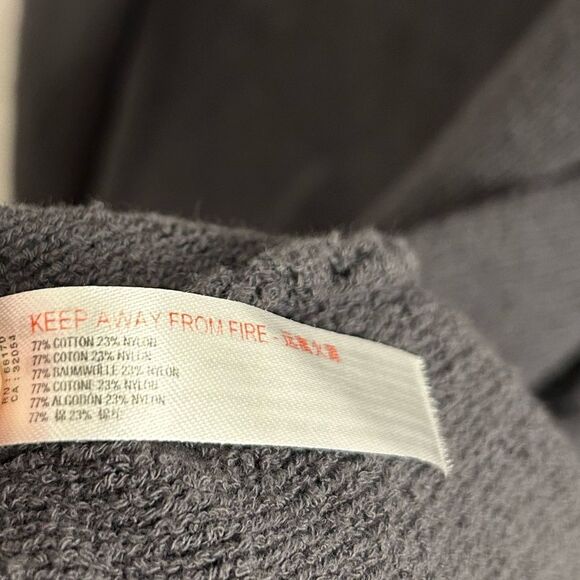 KEEP AWAY FROM FIRE -
77% COTTON 23% NYLON
77% COTON 23% NYLON
77% BAUMWOLLE 23% NYLON
77% COTONE 23% NYLON
77% ALGODÓN 23% NYLON
77% 棉 23%
RN: 66170
CA: 32054